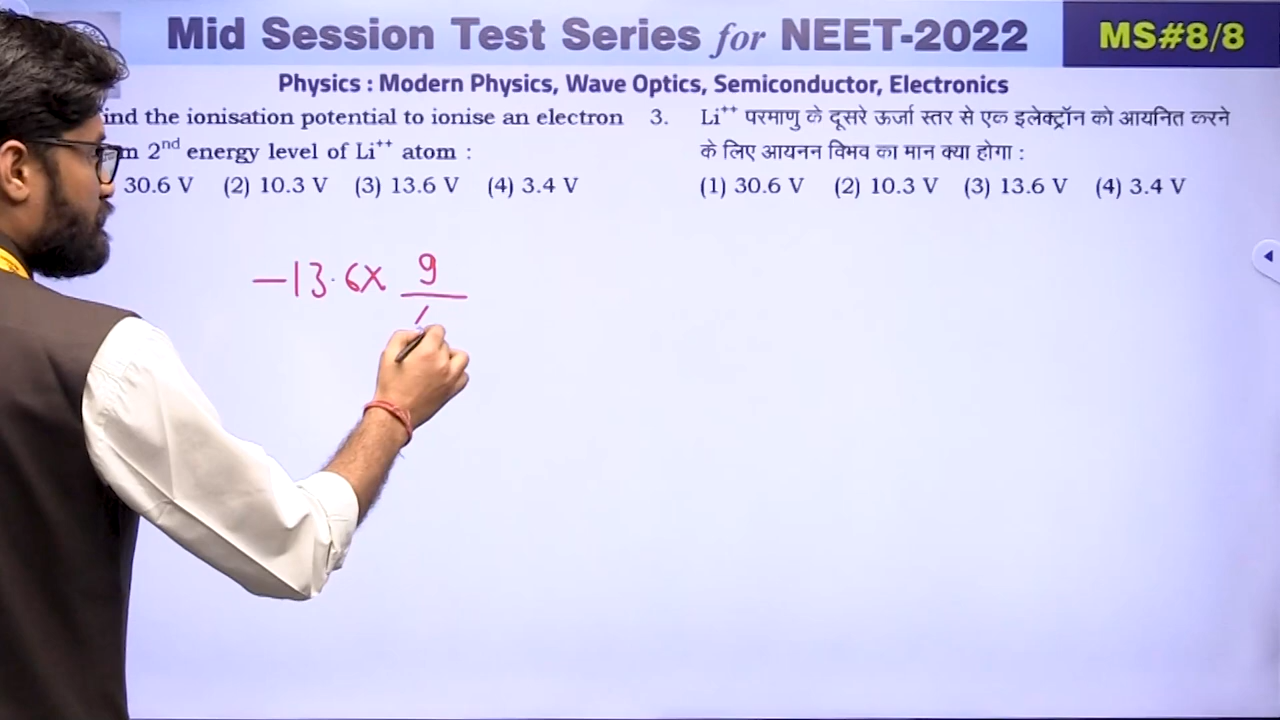 Mid Session Test Series for NEET-2022
MS#8/8
Physics : Modern Physics, Wave Optics, Semiconductor, Electronics
ind the ionisation potential to ionise an electron
m 2nd energy level of Li++ atom :
30.6 V (2) 10.3 V (3) 13.6 V (4) 3.4 V
3. Li++ परमाणु के दूसरे ऊर्जा स्तर से एक इलेक्ट्रॉन को आयनित करने
के लिए आयनन विभव का मान क्या होगा :
(1) 30.6 V (2) 10.3 V (3) 13.6 V (4) 3.4 V
-13.6x 9